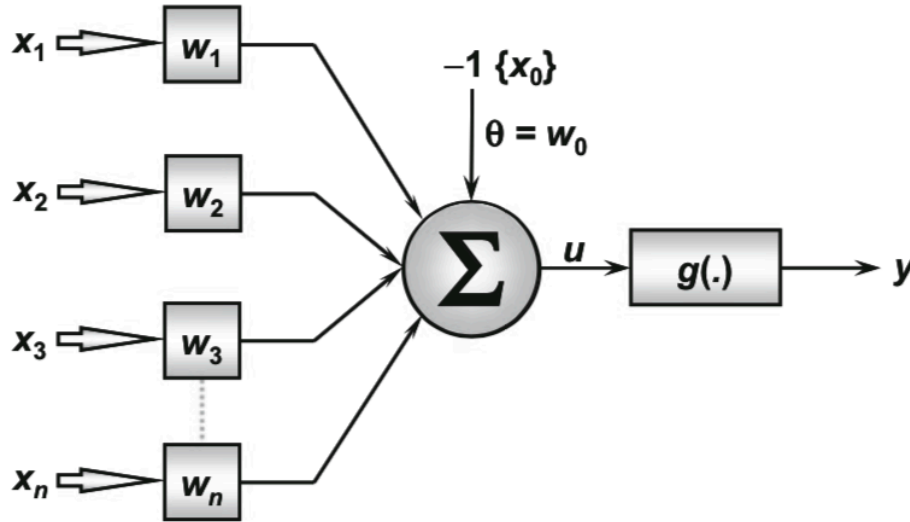 x1 w1
−1 {x0}
θ = w0
x2 w2
Σ u g(.) y
x3 w3
xn wn